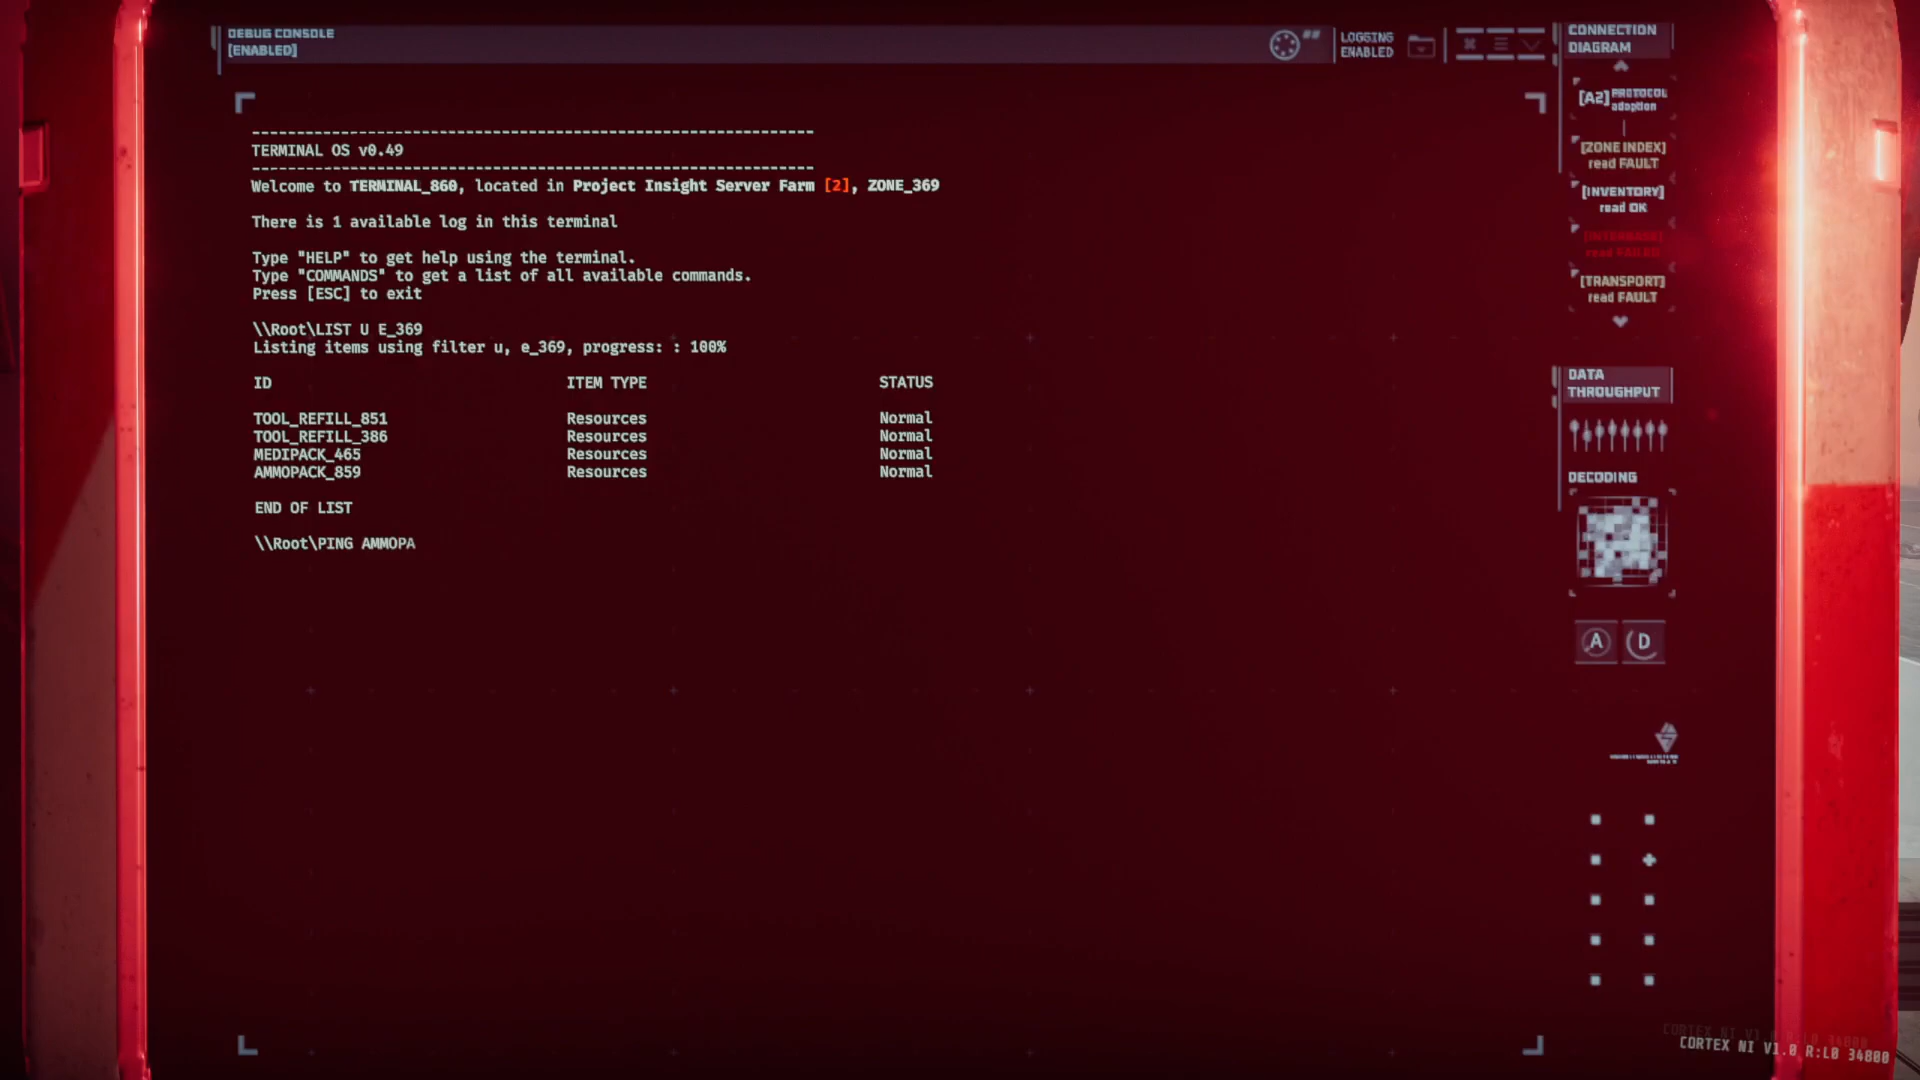 DEBUG CONSOLE
[ENABLED]
LOGGING
ENABLED
--------------------------------------------------------------
TERMINAL OS v0.49
--------------------------------------------------------------
Welcome to TERMINAL_860, located in Project Insight Server Farm [2], ZONE_369
There is 1 available log in this terminal
Type "HELP" to get help using the terminal.
Type "COMMANDS" to get a list of all available commands.
Press [ESC] to exit
\\Root\LIST U E_369
Listing items using filter u, e_369, progress: : 100%
ID ITEM TYPE STATUS
TOOL_REFILL_851 Resources Normal
TOOL_REFILL_386 Resources Normal
MEDIPACK_465 Resources Normal
AMMOPACK_859 Resources Normal
END OF LIST
\\Root\PING AMMOPA
CONNECTION
DIAGRAM
[A2] PROTOCOL
adoption
[ZONE INDEX]
read FAULT
[INVENTORY]
read OK
read FAILED
[TRANSPORT]
read FAULT
DATA
THROUGHPUT
DECODING
A D
CORTEX NI V1.0 R:L0 34800